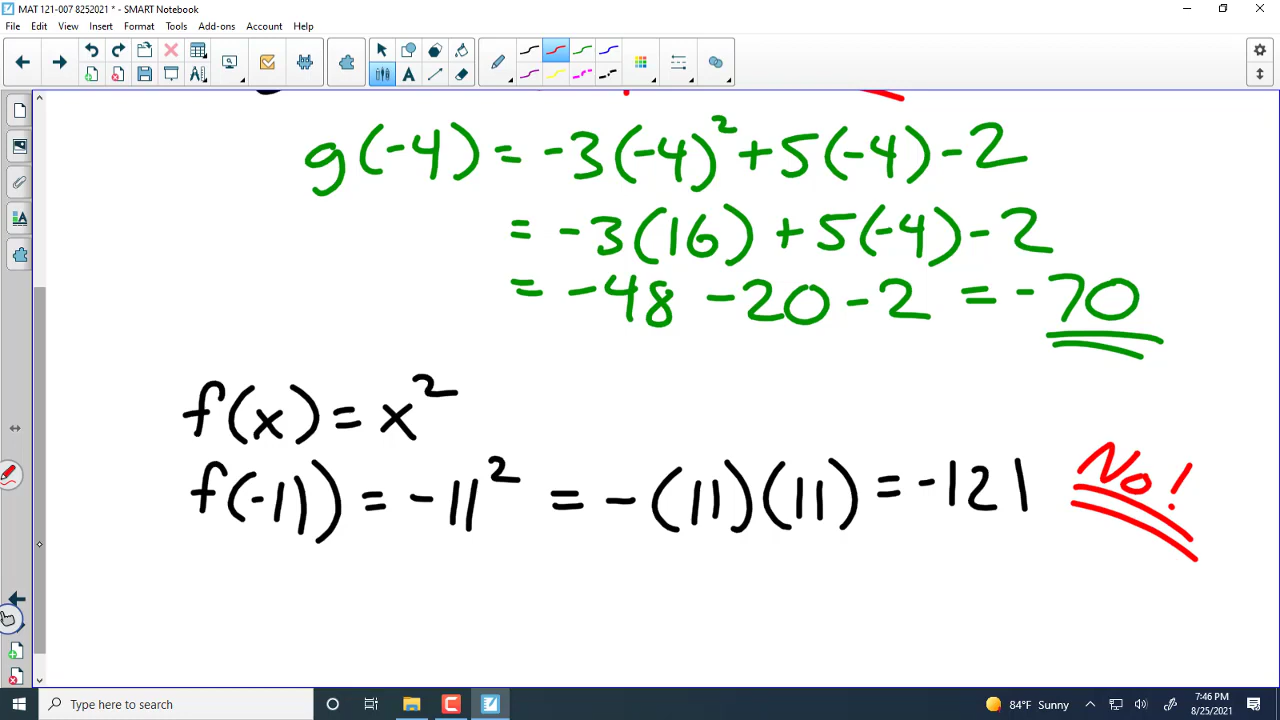 MAT 121-007 8252021 * - SMART Notebook
File Edit View Insert Format Tools Add-ons Account Help
g(-4) = -3(-4)² + 5(-4) - 2
= -3(16) + 5(-4) - 2
= -48 - 20 - 2 = -70
f(x) = x²
f(-11) = -11² = -(11)(11) = -121 No!
Type here to search
84°F Sunny
7:46 PM
8/25/2021